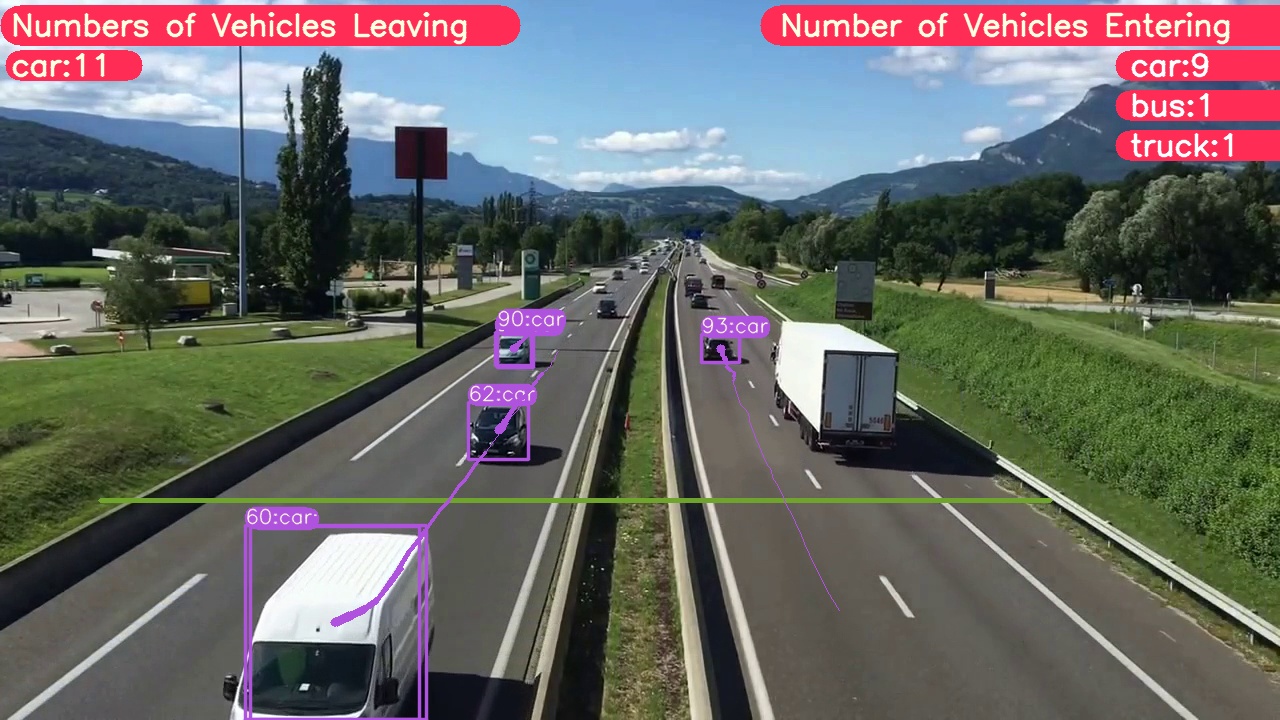 Numbers of Vehicles Leaving
car:11
Number of Vehicles Entering
car:9
bus:1
truck:1
90:car
93:car
62:car
60:car